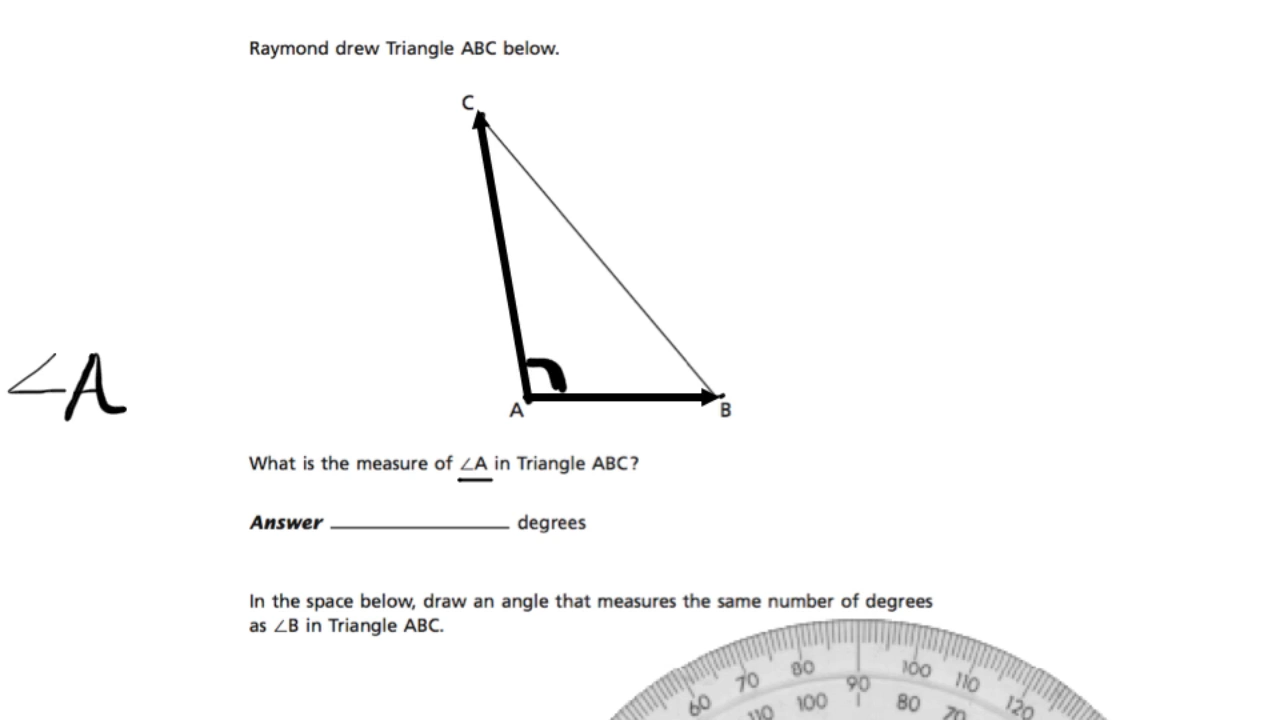 Raymond drew Triangle ABC below.
C
∠A
A
B
What is the measure of ∠A in Triangle ABC?
Answer ____________ degrees
In the space below, draw an angle that measures the same number of degrees
as ∠B in Triangle ABC.
60 70 80 90 100 110 120
110 100 80 70